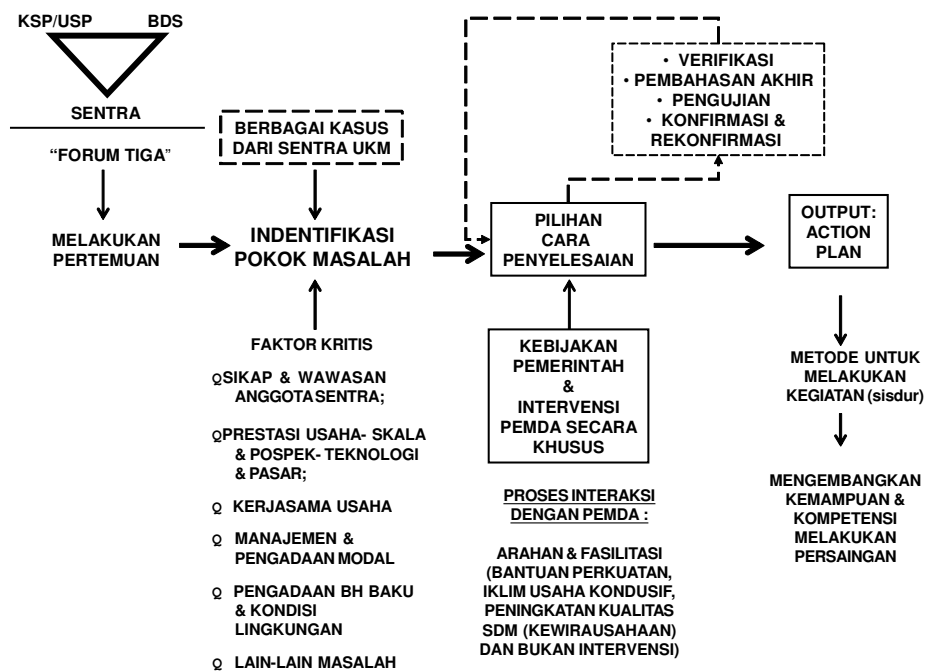 KSP/USP BDS
SENTRA
“FORUM TIGA”
MELAKUKAN
PERTEMUAN
BERBAGAI KASUS
DARI SENTRA UKM
INDENTIFIKASI
POKOK MASALAH
FAKTOR KRITIS
SIKAP & WAWASAN
ANGGOTA SENTRA;
PRESTASI USAHA- SKALA
& POSPEK- TEKNOLOGI
& PASAR;
KERJASAMA USAHA
MANAJEMEN &
PENGADAAN MODAL
PENGADAAN BH BAKU
& KONDISI
LINGKUNGAN
LAIN-LAIN MASALAH
• VERIFIKASI
• PEMBAHASAN AKHIR
• PENGUJIAN
• KONFIRMASI &
REKONFIRMASI
PILIHAN
CARA
PENYELESAIAN
KEBIJAKAN
PEMERINTAH
&
INTERVENSI
PEMDA SECARA
KHUSUS
PROSES INTERAKSI
DENGAN PEMDA :
ARAHAN & FASILITASI
(BANTUAN PERKUATAN,
IKLIM USAHA KONDUSIF,
PENINGKATAN KUALITAS
SDM (KEWIRAUSAHAAN)
DAN BUKAN INTERVENSI)
OUTPUT:
ACTION
PLAN
METODE UNTUK
MELAKUKAN
KEGIATAN (sisdur)
MENGEMBANGKAN
KEMAMPUAN &
KOMPETENSI
MELAKUKAN
PERSAINGAN